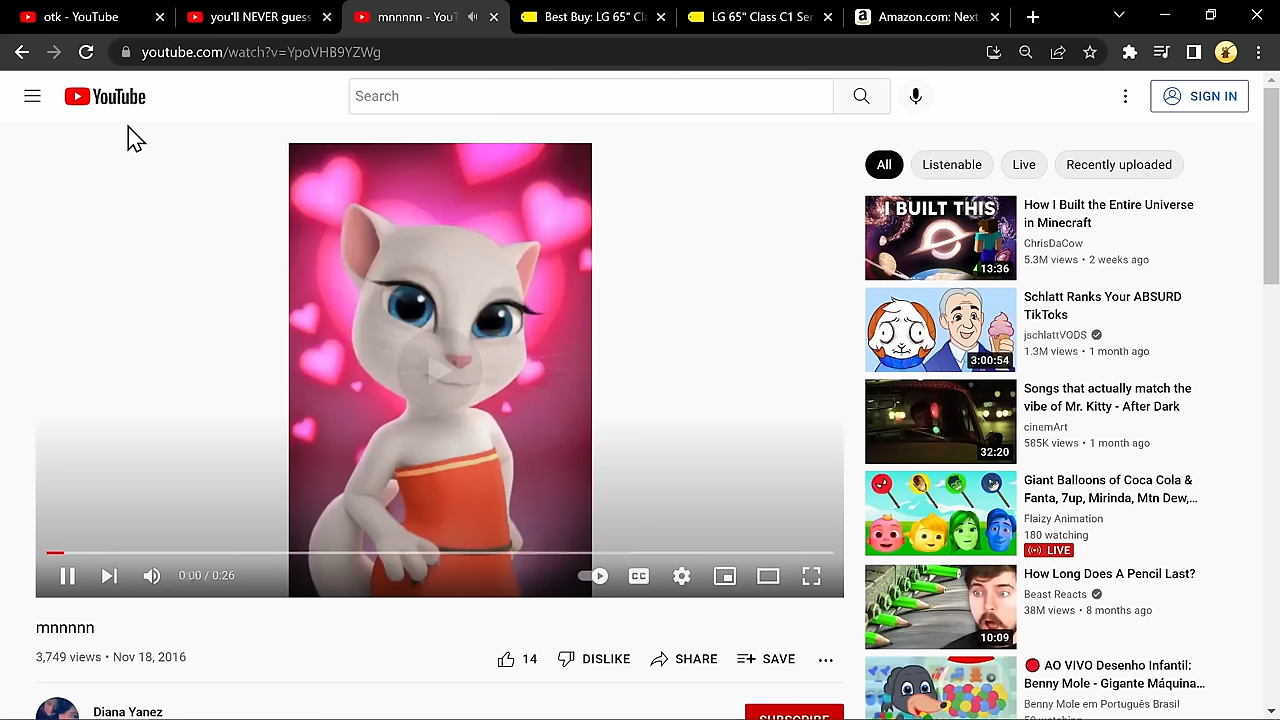 otk - YouTube
you'll NEVER gues
mnnnnn - YouT
Best Buy: LG 65" Cl
LG 65" Class C1 Ser
Amazon.com: Next
youtube.com/watch?v=YpoVHB9YZWg
YouTube
Search
SIGN IN
All
Listenable
Live
Recently uploaded
I BUILT THIS
13:36
How I Built the Entire Universe
in Minecraft
ChrisDaCow
5.3M views • 2 weeks ago
3:00:54
Schlatt Ranks Your ABSURD
TikToks
jschlattVODS
1.3M views • 1 month ago
32:20
Songs that actually match the
vibe of Mr. Kitty - After Dark
cinemArt
585K views • 1 month ago
Giant Balloons of Coca Cola &
Fanta, 7up, Mirinda, Mtn Dew,...
Flaizy Animation
180 watching
LIVE
10:09
How Long Does A Pencil Last?
Beast Reacts
38M views • 8 months ago
AO VIVO Desenho Infantil:
Benny Mole - Gigante Máquina...
Benny Mole em Português Brasil
0:00 / 0:26
mnnnnn
3,749 views • Nov 18, 2016
14
DISLIKE
SHARE
SAVE
Diana Yanez
SUBSCRIBE